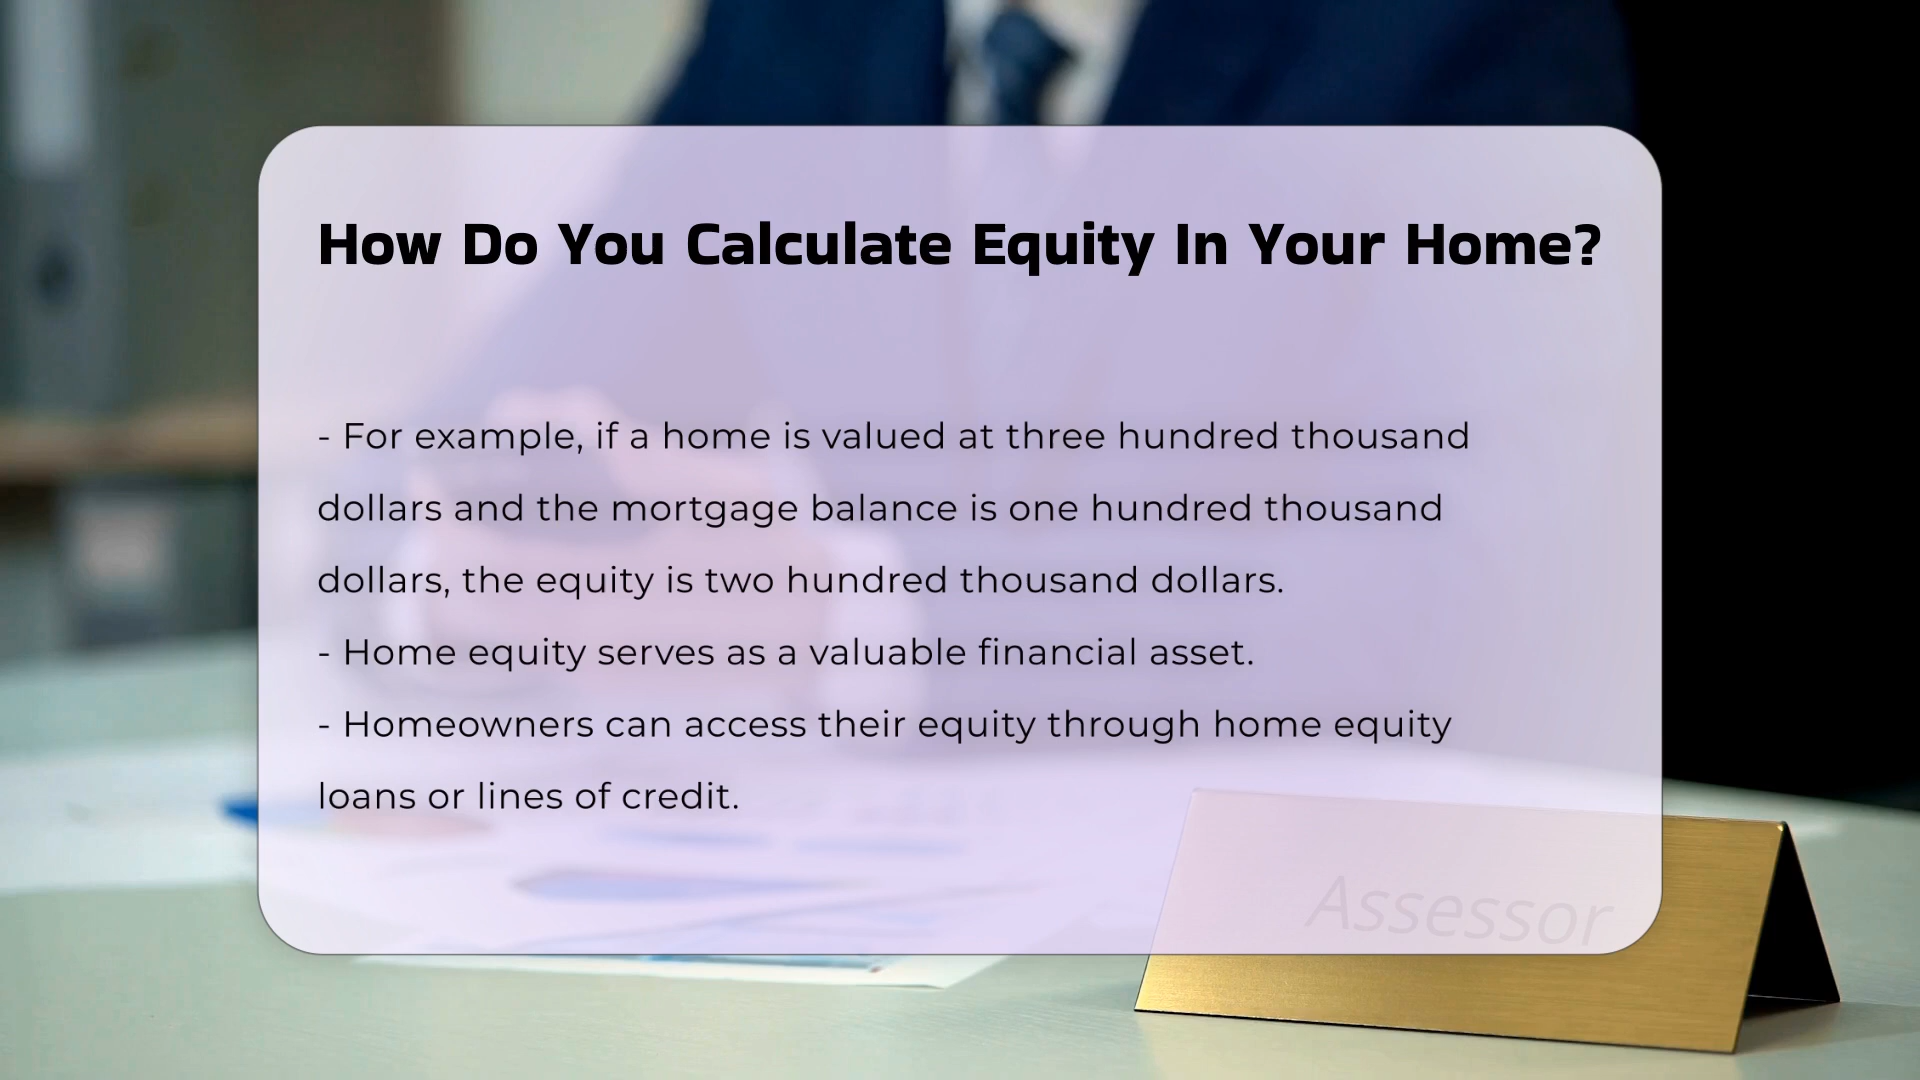 How Do You Calculate Equity In Your Home?
- For example, if a home is valued at three hundred thousand
dollars and the mortgage balance is one hundred thousand
dollars, the equity is two hundred thousand dollars.
- Home equity serves as a valuable financial asset.
- Homeowners can access their equity through home equity
loans or lines of credit.
Assessor